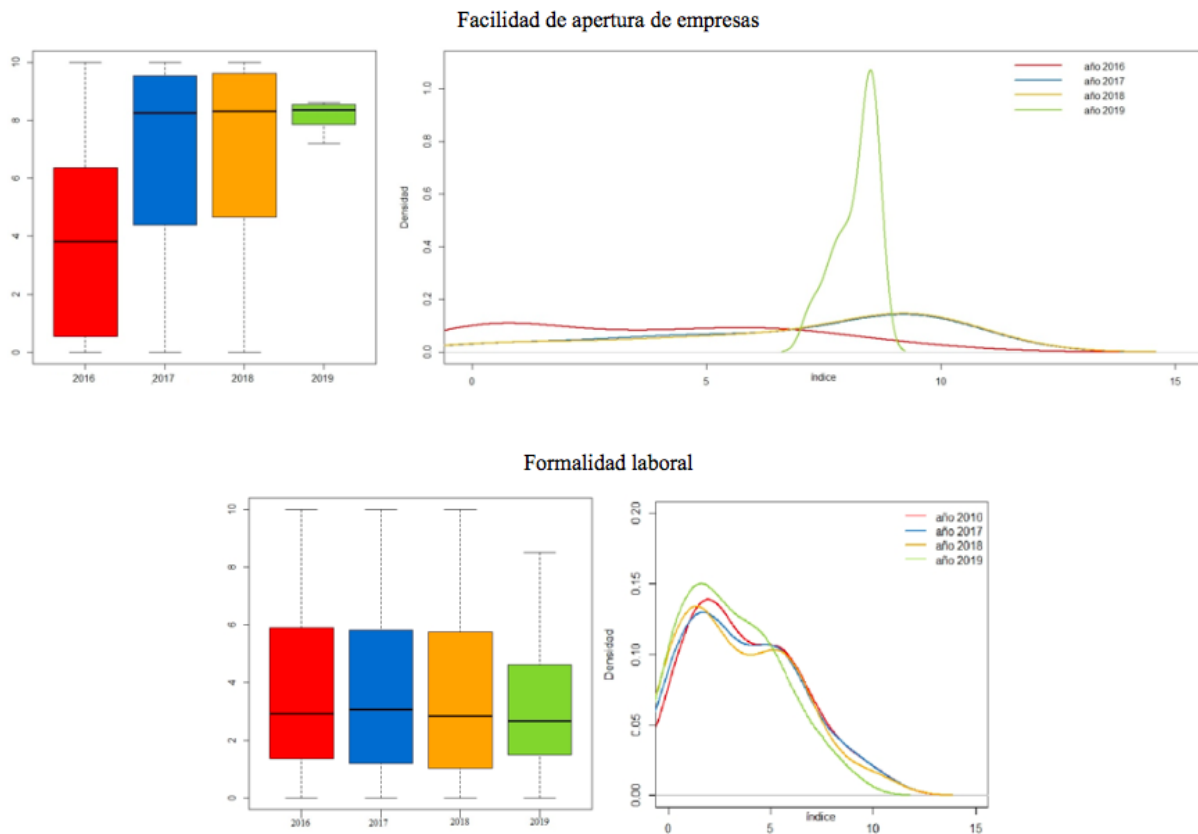 Facilidad de apertura de empresas
10
8
6
4
2
0
2016
2017
2018
2019
Densidad
1.0
0.8
0.6
0.4
0.2
0.0
0
5
índice
10
15
año 2016
año 2017
año 2018
año 2019
Formalidad laboral
10
8
6
4
2
0
2016
2017
2018
2019
Densidad
0.20
0.15
0.10
0.05
0.00
0
5
índice
10
15
año 2016
año 2017
año 2018
año 2019